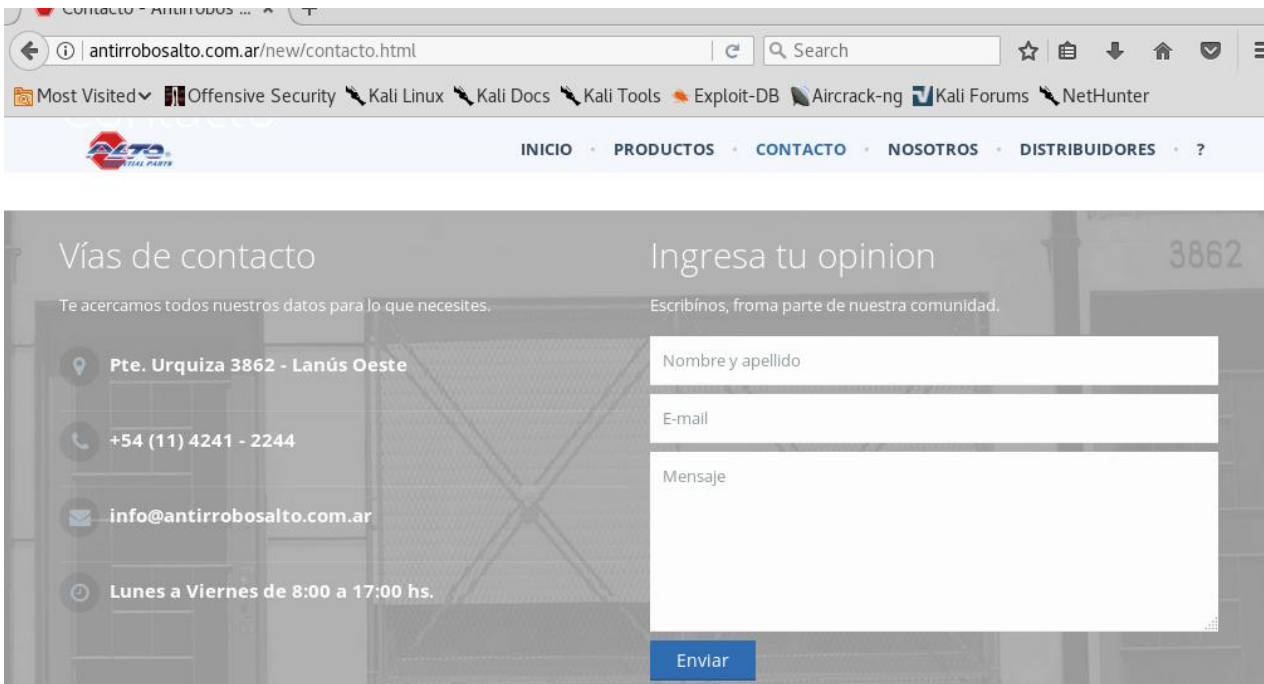 Contacto - Antirrobos ...
antirrobosalto.com.ar/new/contacto.html
Search
Most Visited
Offensive Security
Kali Linux
Kali Docs
Kali Tools
Exploit-DB
Aircrack-ng
Kali Forums
NetHunter
Contacto
ALTO
INICIO
PRODUCTOS
CONTACTO
NOSOTROS
DISTRIBUIDORES
?
Vías de contacto
Te acercamos todos nuestros datos para lo que necesites.
Pte. Urquiza 3862 - Lanús Oeste
+54 (11) 4241 - 2244
info@antirrobosalto.com.ar
Lunes a Viernes de 8:00 a 17:00 hs.
Ingresa tu opinion
3862
Escribínos, froma parte de nuestra comunidad.
Nombre y apellido
E-mail
Mensaje
Enviar